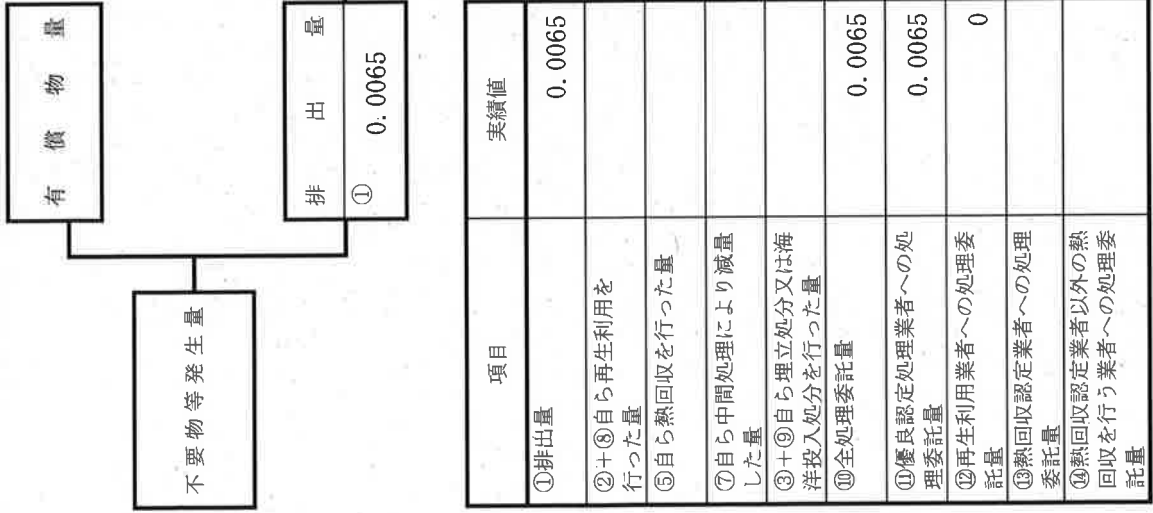 不要物等発生量
有償物量
排出量
① 0.0065
項目 実績値
①排出量 0.0065
②+⑧自ら再生利用を
行った量
⑤自ら熱回収を行った量
⑦自ら中間処理により減量
した量
③+⑨自ら埋立処分又は海
洋投入処分を行った量
⑩全処理委託量 0.0065
⑪優良認定処理業者への処
理委託量 0.0065
⑫再生利用業者への処理委
託量 0
⑬熱回収認定業者への処理
委託量
⑭熱回収認定業者以外の熱
回収を行う業者への処理委
託量